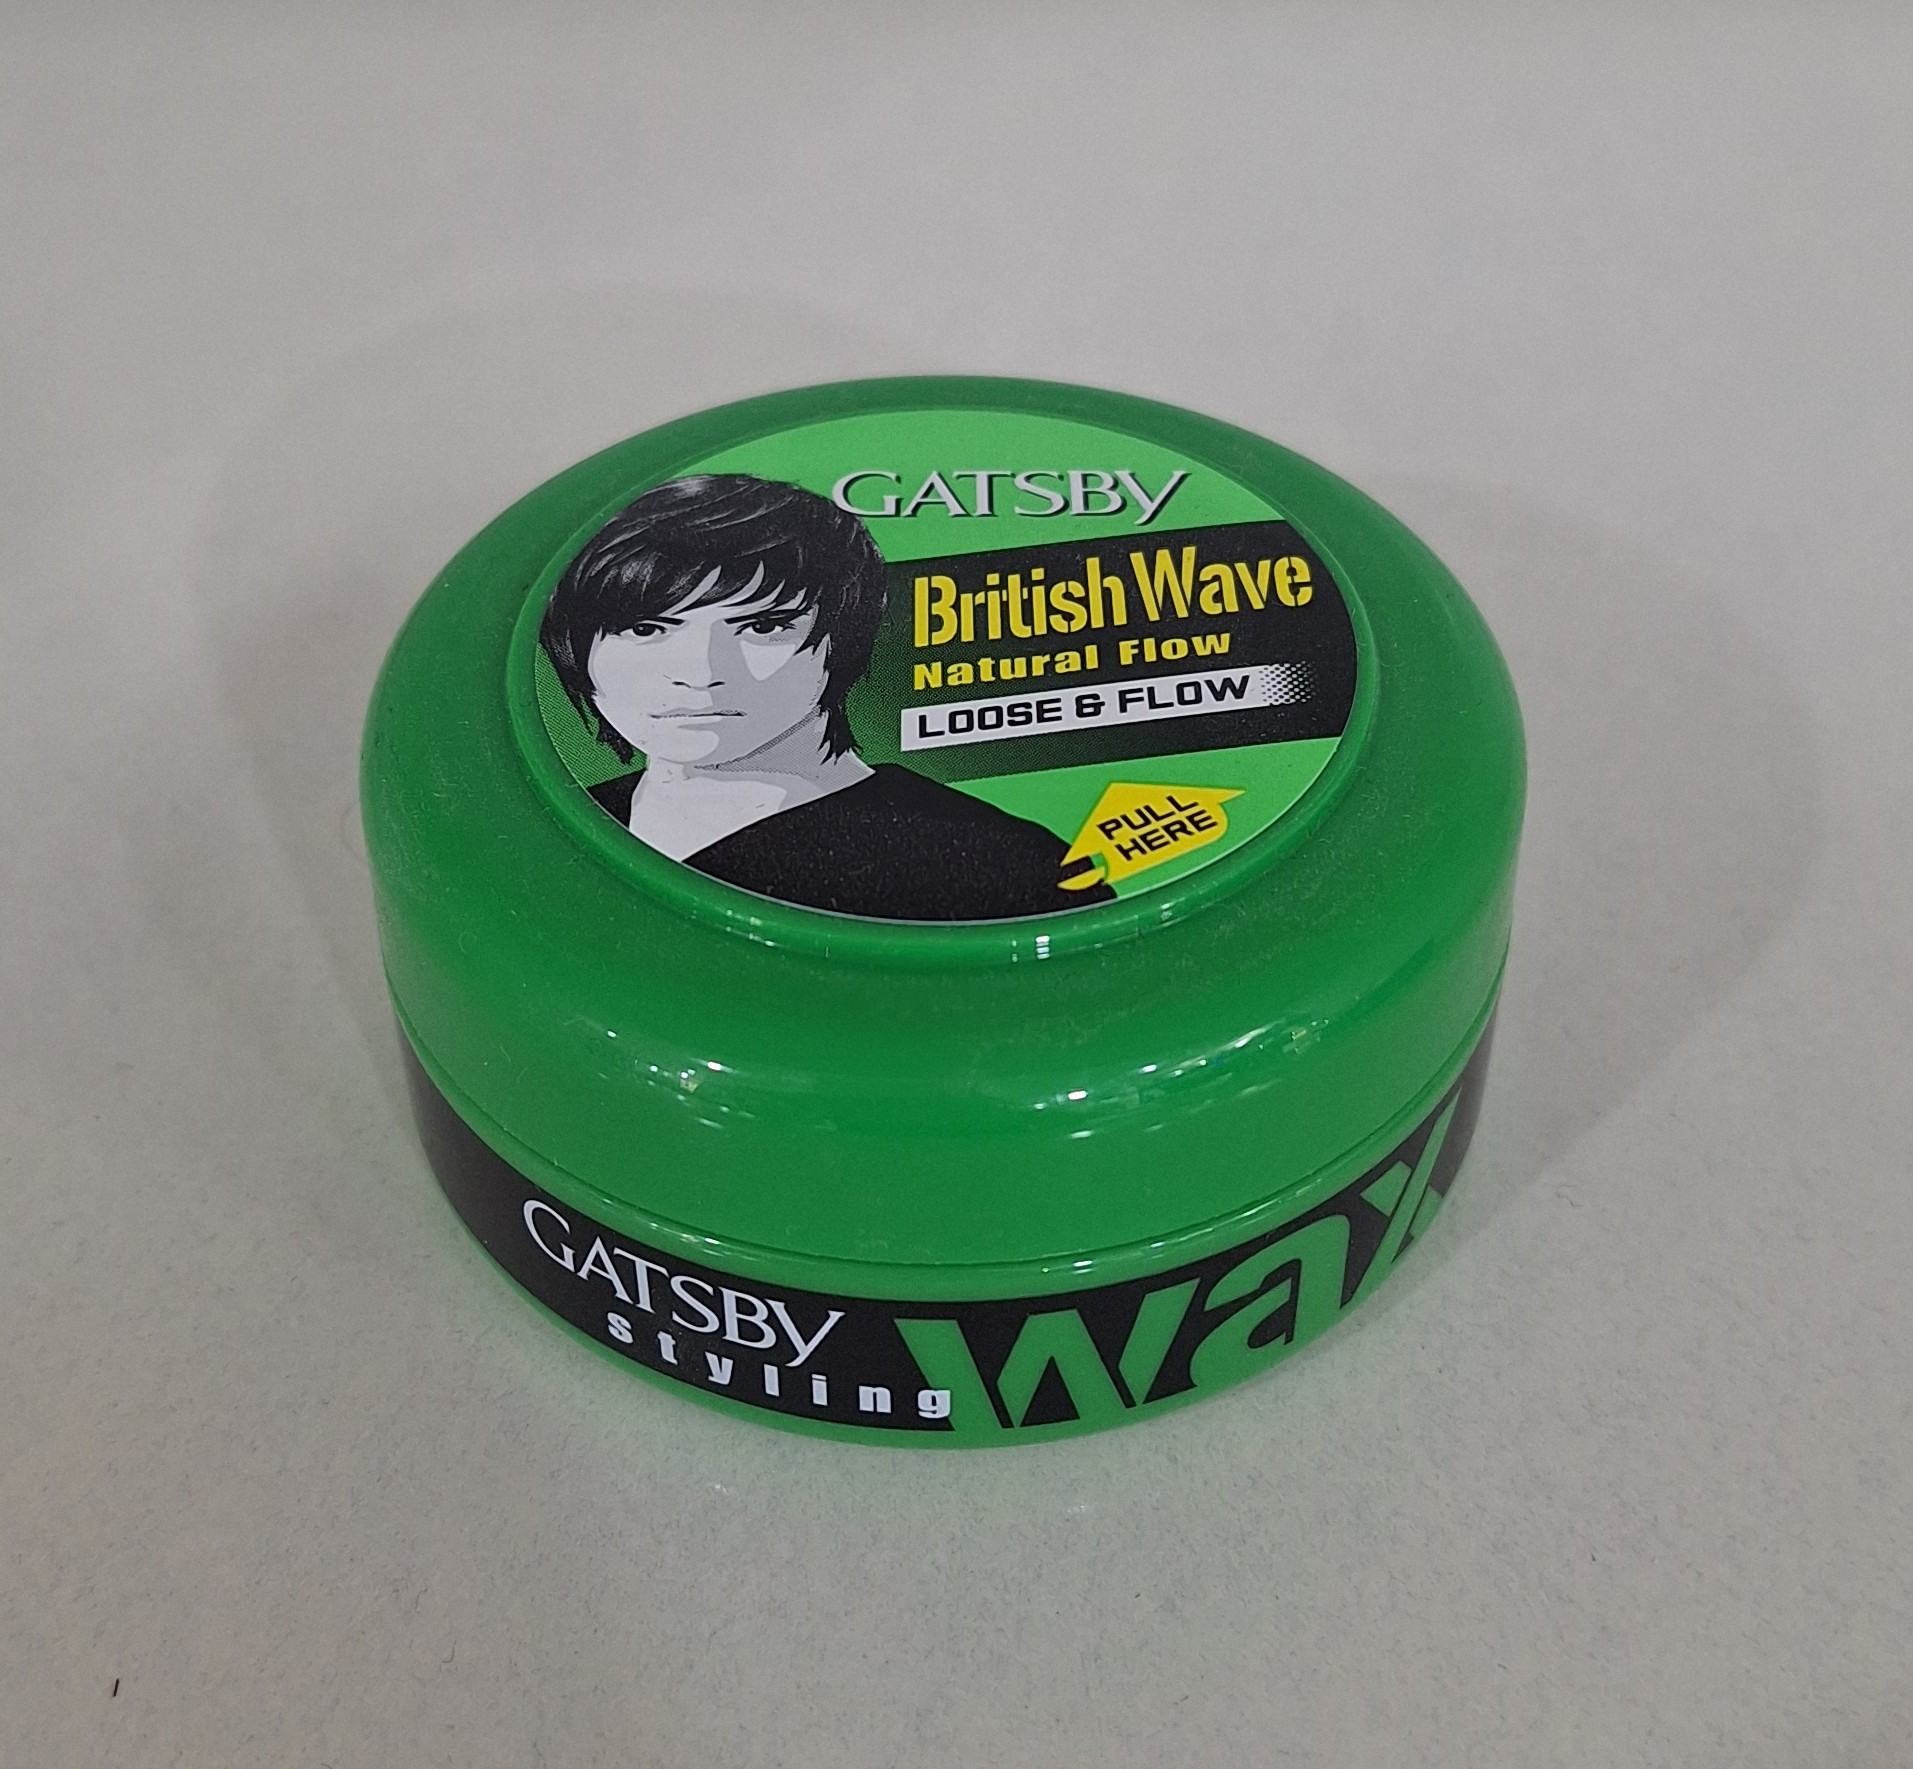 GATSBY
British Wave
Natural Flow
LOOSE & FLOW
PULL
HERE
GATSBY
styling
wax